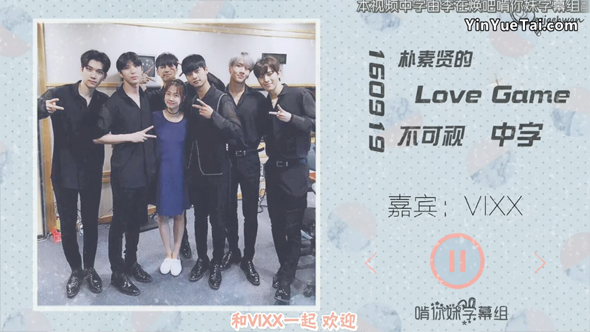 本视频中字由李在焕吧啃你妹字幕组
YinYueTai.com
160919
朴素贤的
Love Game
不可视 中字
嘉宾：VIXX
啃你妹字幕组
和VIXX一起 欢迎